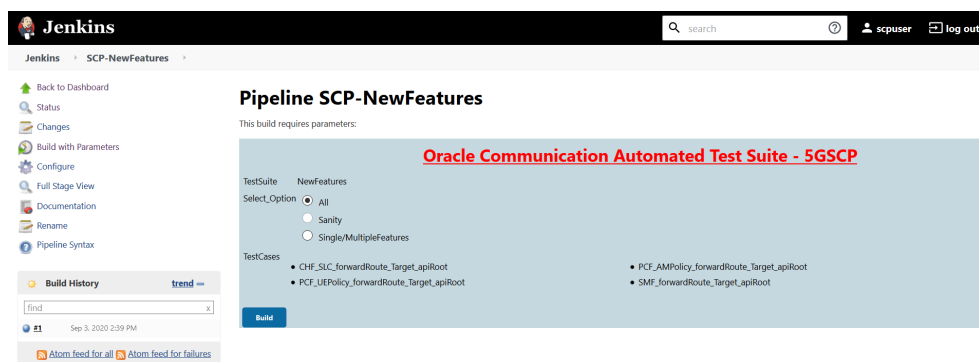 Jenkins
search
scpuser
log out
Jenkins
SCP-NewFeatures
Back to Dashboard
Status
Changes
Build with Parameters
Configure
Full Stage View
Documentation
Rename
Pipeline Syntax
Build History
trend
find
x
#1
Sep 3, 2020 2:39 PM
Atom feed for all
Atom feed for failures
Pipeline SCP-NewFeatures
This build requires parameters:
Oracle Communication Automated Test Suite - 5GSCP
TestSuite NewFeatures
Select_Option All
Sanity
Single/MultipleFeatures
TestCases
CHF_SLC_forwardRoute_Target_apiRoot
PCF_AMPolicy_forwardRoute_Target_apiRoot
PCF_UEPolicy_forwardRoute_Target_apiRoot
SMF_forwardRoute_Target_apiRoot
Build